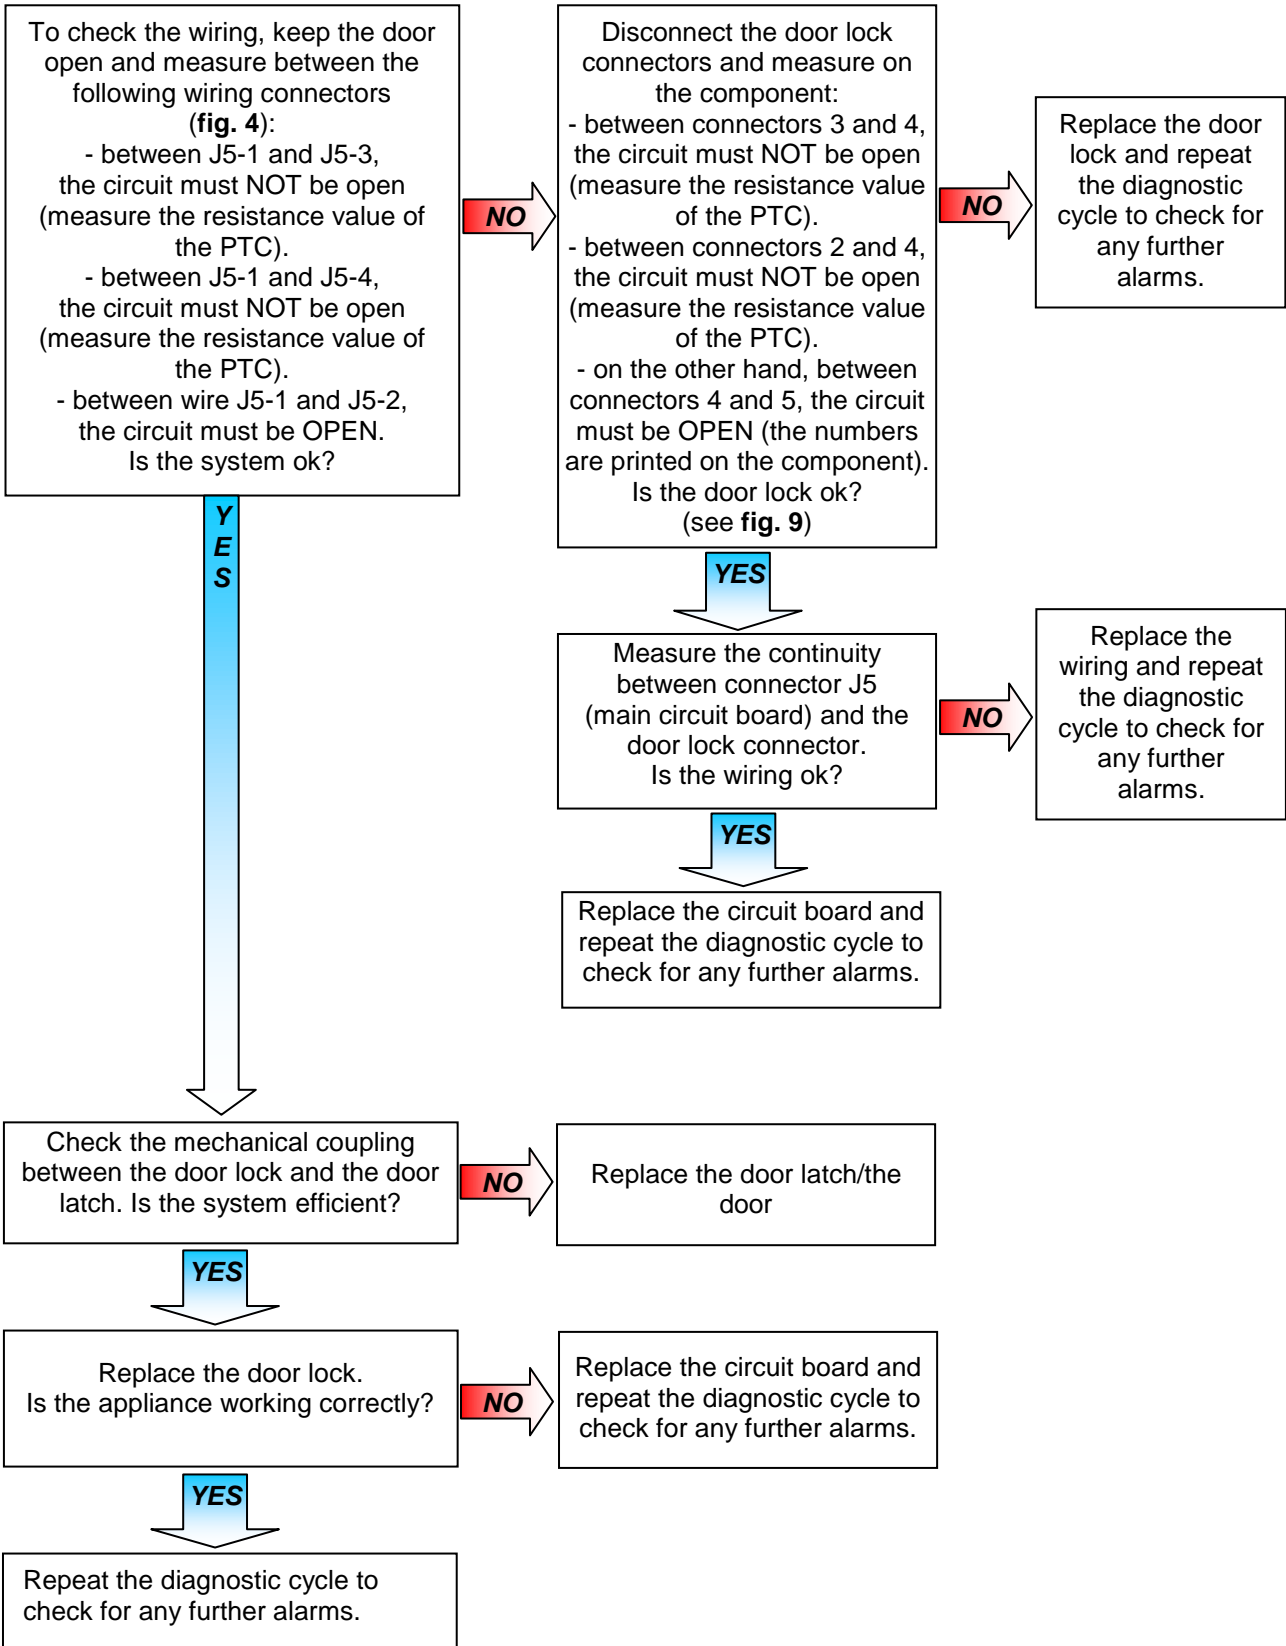 To check the wiring, keep the door
open and measure between the
following wiring connectors
(fig. 4):
- between J5-1 and J5-3,
the circuit must NOT be open
(measure the resistance value of
the PTC).
- between J5-1 and J5-4,
the circuit must NOT be open
(measure the resistance value of
the PTC).
- between wire J5-1 and J5-2,
the circuit must be OPEN.
Is the system ok?
NO
Disconnect the door lock
connectors and measure on
the component:
- between connectors 3 and 4,
the circuit must NOT be open
(measure the resistance value
of the PTC).
- between connectors 2 and 4,
the circuit must NOT be open
(measure the resistance value
of the PTC).
- on the other hand, between
connectors 4 and 5, the circuit
must be OPEN (the numbers
are printed on the component).
Is the door lock ok?
(see fig. 9)
NO
Replace the door
lock and repeat
the diagnostic
cycle to check for
any further
alarms.
Y
E
S
YES
Measure the continuity
between connector J5
(main circuit board) and the
door lock connector.
Is the wiring ok?
NO
Replace the
wiring and repeat
the diagnostic
cycle to check for
any further
alarms.
YES
Replace the circuit board and
repeat the diagnostic cycle to
check for any further alarms.
Check the mechanical coupling
between the door lock and the door
latch. Is the system efficient?
NO
Replace the door latch/the
door
YES
Replace the door lock.
Is the appliance working correctly?
NO
Replace the circuit board and
repeat the diagnostic cycle to
check for any further alarms.
YES
Repeat the diagnostic cycle to
check for any further alarms.